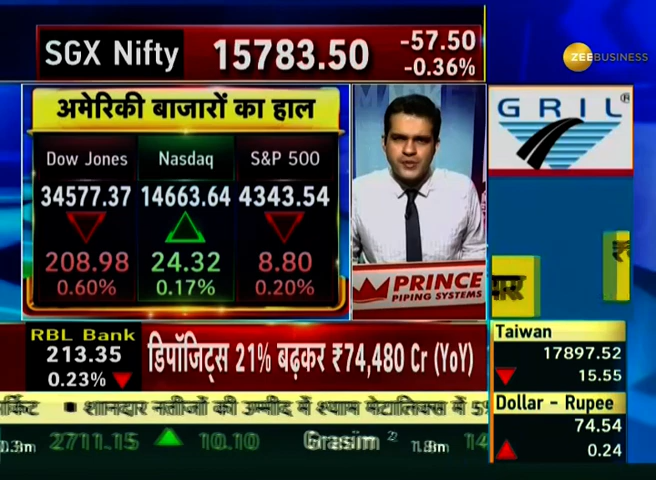 SGX Nifty 15783.50 -57.50
-0.36%
ZEEBUSINESS
अमेरिकी बाजारों का हाल
Dow Jones Nasdaq S&P 500
34577.37 14663.64 4343.54
208.98 24.32 8.80
0.60% 0.17% 0.20%
GRIL®
PRINCE
PIPING SYSTEMS
RBL Bank
213.35
0.23%
डिपॉजिट्स 21% बढ़कर ₹74,480 Cr (YoY)
Taiwan
17897.52
15.55
Dollar - Rupee
74.54
0.24
शानदार नतीजों की उम्मीद में श्याम मेटालिक्स में
2711.15 10.10 Grasim 1.8m